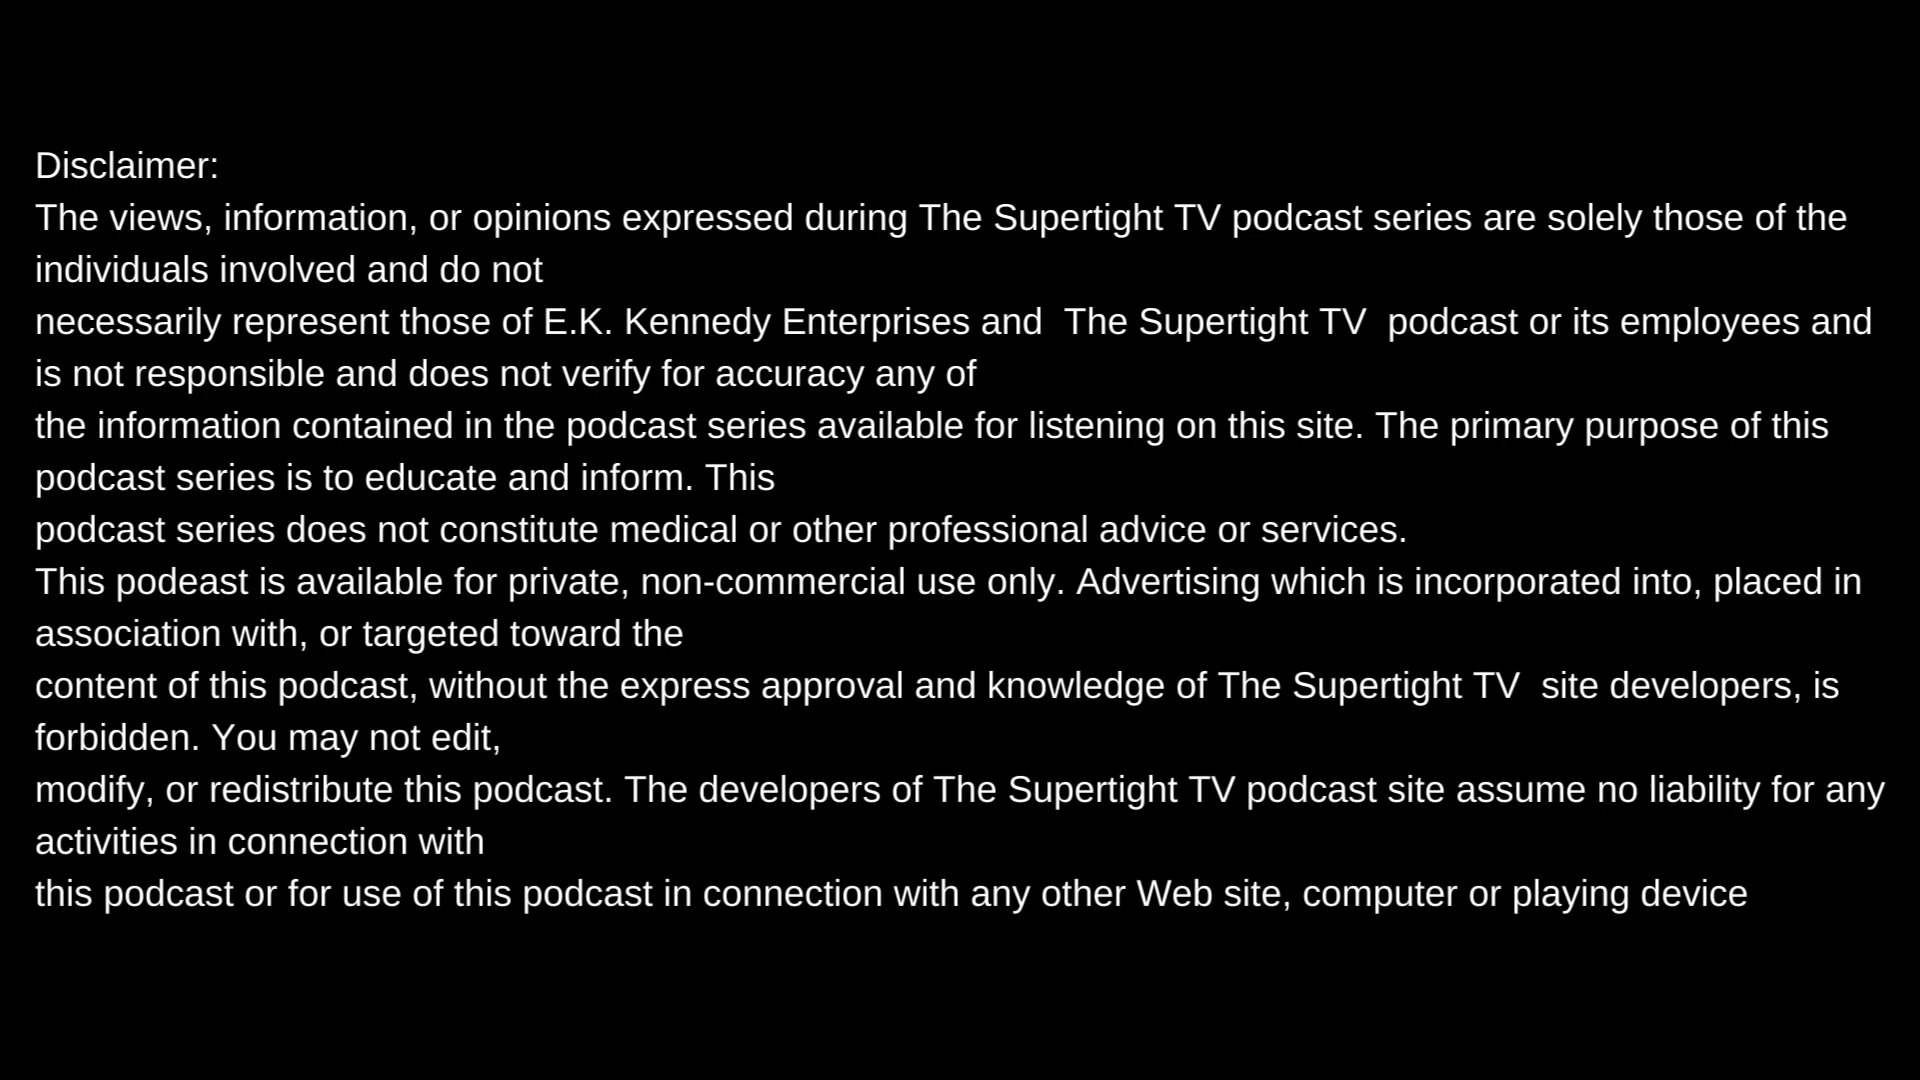 Disclaimer:
The views, information, or opinions expressed during The Supertight TV podcast series are solely those of the
individuals involved and do not
necessarily represent those of E.K. Kennedy Enterprises and  The Supertight TV  podcast or its employees and
is not responsible and does not verify for accuracy any of
the information contained in the podcast series available for listening on this site. The primary purpose of this
podcast series is to educate and inform. This
podcast series does not constitute medical or other professional advice or services.
This podeast is available for private, non-commercial use only. Advertising which is incorporated into, placed in
association with, or targeted toward the
content of this podcast, without the express approval and knowledge of The Supertight TV  site developers, is
forbidden. You may not edit,
modify, or redistribute this podcast. The developers of The Supertight TV podcast site assume no liability for any
activities in connection with
this podcast or for use of this podcast in connection with any other Web site, computer or playing device